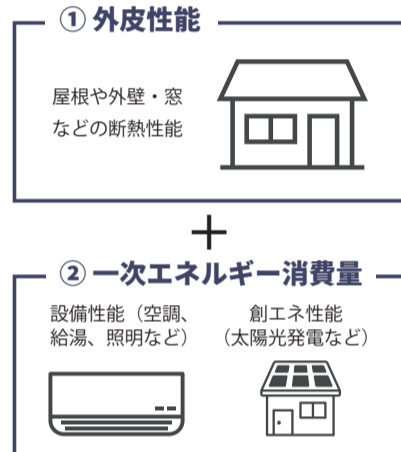 ① 外皮性能
屋根や外壁・窓
などの断熱性能
＋
② 一次エネルギー消費量
設備性能（空調、
給湯、照明など）
創エネ性能
（太陽光発電など）